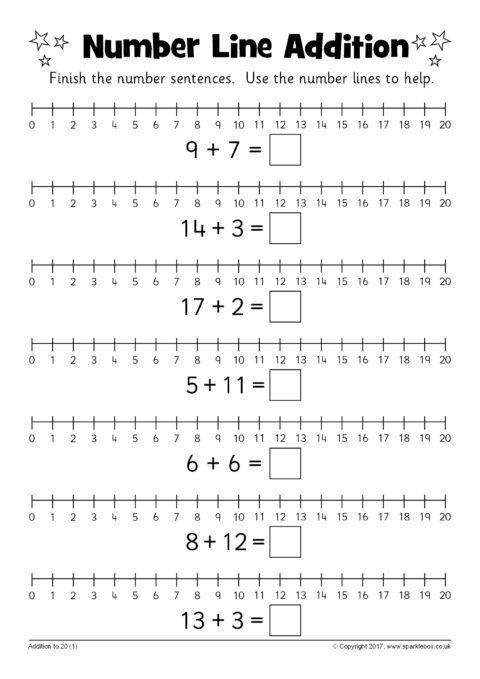 Number Line Addition
Finish the number sentences. Use the number lines to help.
0 1 2 3 4 5 6 7 8 9 10 11 12 13 14 15 16 17 18 19 20
9 + 7 =
0 1 2 3 4 5 6 7 8 9 10 11 12 13 14 15 16 17 18 19 20
14 + 3 =
0 1 2 3 4 5 6 7 8 9 10 11 12 13 14 15 16 17 18 19 20
17 + 2 =
0 1 2 3 4 5 6 7 8 9 10 11 12 13 14 15 16 17 18 19 20
5 + 11 =
0 1 2 3 4 5 6 7 8 9 10 11 12 13 14 15 16 17 18 19 20
6 + 6 =
0 1 2 3 4 5 6 7 8 9 10 11 12 13 14 15 16 17 18 19 20
8 + 12 =
0 1 2 3 4 5 6 7 8 9 10 11 12 13 14 15 16 17 18 19 20
13 + 3 =
Addition to 20 (1) © Copyright 2017, www.sparklebox.co.uk